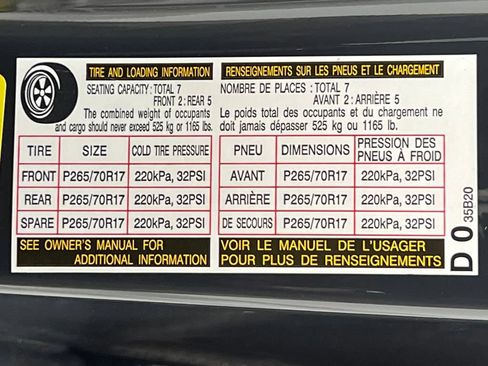 TIRE AND LOADING INFORMATION
SEATING CAPACITY: TOTAL 7
FRONT 2: REAR 5
The combined weight of occupants
and cargo should never exceed 525 kg or 1165 lb.
TIRE SIZE COLD TIRE PRESSURE
FRONT P265/70R17 220kPa, 32PSI
REAR P265/70R17 220kPa, 32PSI
SPARE P265/70R17 220kPa, 32PSI
SEE OWNER'S MANUAL FOR
ADDITIONAL INFORMATION
RENSEIGNEMENTS SUR LES PNEUS ET LE CHARGEMENT
NOMBRE DE PLACES : TOTAL 7
AVANT 2: ARRIÈRE 5
Le poids total des occupants et du chargement ne
doit jamais dépasser 525 kg ou 1165 lb.
PNEU DIMENSIONS PRESSION DES
PNEUS À FROID
AVANT P265/70R17 220kPa, 32PSI
ARRIÈRE P265/70R17 220kPa, 32PSI
DE SECOURS P265/70R17 220kPa, 32PSI
VOIR LE MANUEL DE L'USAGER
POUR PLUS DE RENSEIGNEMENTS
D 0 35B20